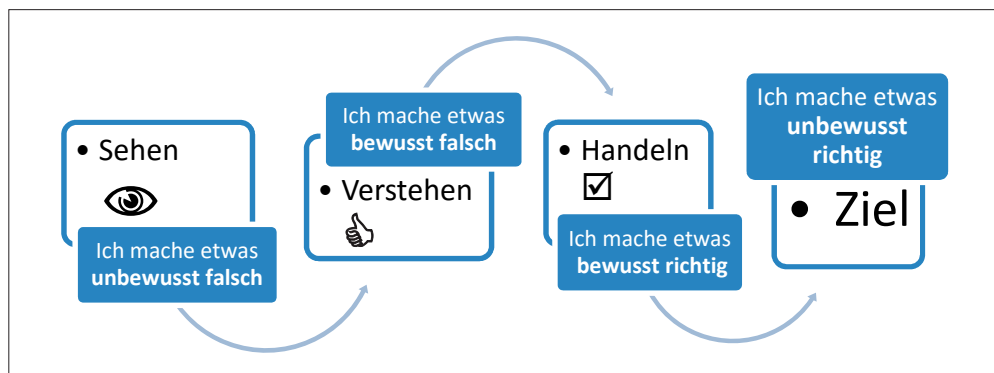 • Sehen
Ich mache etwas
unbewusst falsch
Ich mache etwas
bewusst falsch
• Verstehen
• Handeln
Ich mache etwas
bewusst richtig
Ich mache etwas
unbewusst
richtig
• Ziel